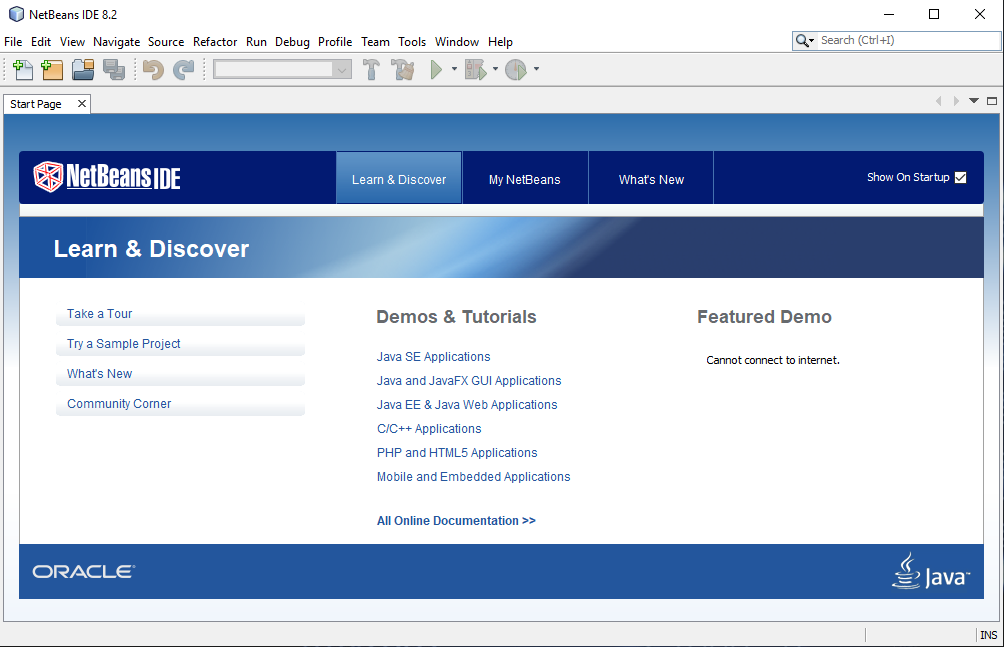 NetBeans IDE 8.2
File Edit View Navigate Source Refactor Run Debug Profile Team Tools Window Help
Search (Ctrl+I)
Start Page
NetBeans IDE
Learn & Discover
My NetBeans
What's New
Show On Startup
Learn & Discover
Take a Tour
Try a Sample Project
What's New
Community Corner
Demos & Tutorials
Java SE Applications
Java and JavaFX GUI Applications
Java EE & Java Web Applications
C/C++ Applications
PHP and HTML5 Applications
Mobile and Embedded Applications
All Online Documentation >>
Featured Demo
Cannot connect to internet.
ORACLE
Java™
INS